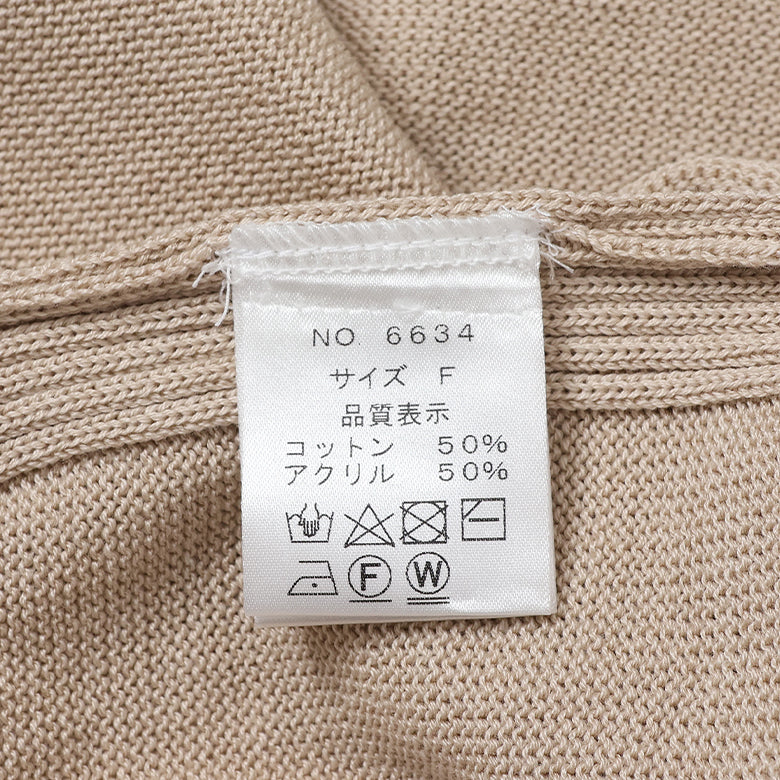 NO 6634
サイズ F
品質表示
コットン 50%
アクリル 50%
F W